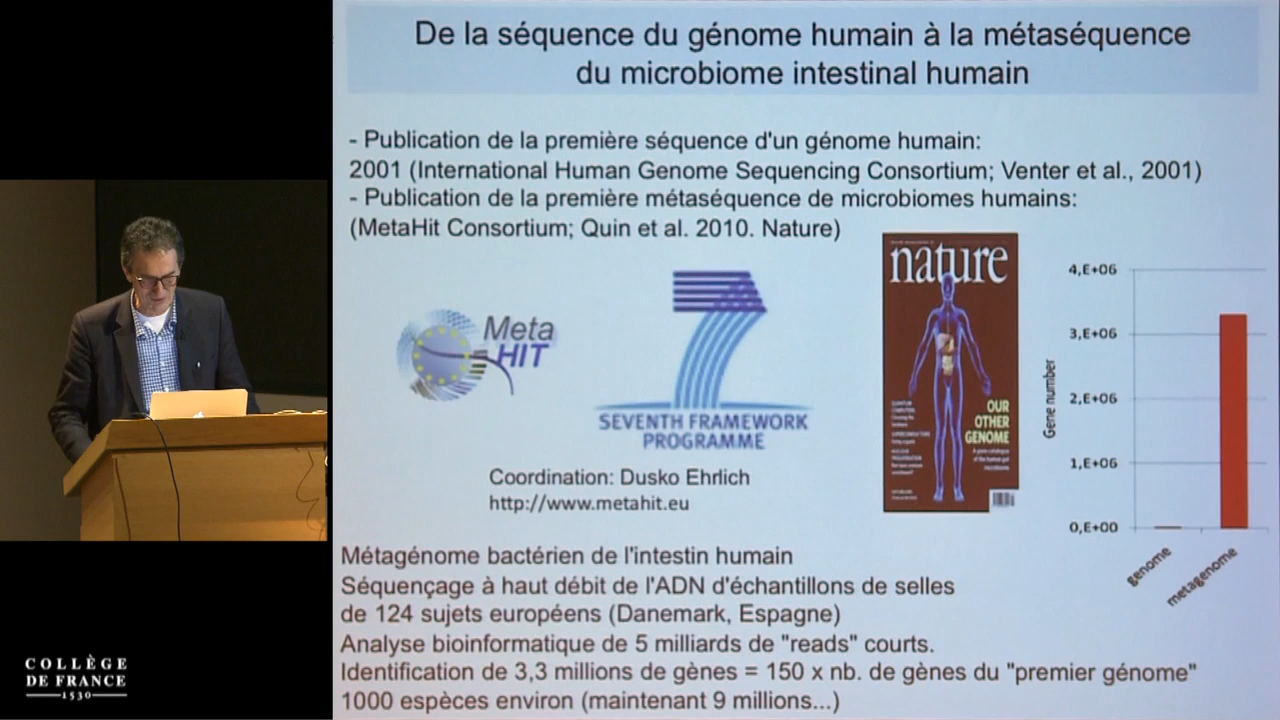 De la séquence du génome humain à la métaséquence
du microbiome intestinal humain
- Publication de la première séquence d'un génome humain:
2001 (International Human Genome Sequencing Consortium; Venter et al., 2001)
- Publication de la première métaséquence de microbiomes humains:
(MetaHit Consortium; Quin et al. 2010. Nature)
Meta
HIT
7
SEVENTH FRAMEWORK
PROGRAMME
nature
OUR
OTHER
GENOME
Gene number
4,E+06
3,E+06
2,E+06
1,E+06
0,E+00
genome
metagenome
Coordination: Dusko Ehrlich
http://www.metahit.eu
Métagénome bactérien de l'intestin humain
Séquençage à haut débit de l'ADN d'échantillons de selles
de 124 sujets européens (Danemark, Espagne)
Analyse bioinformatique de 5 milliards de "reads" courts.
Identification de 3,3 millions de gènes = 150 x nb. de gènes du "premier génome"
1000 espèces environ (maintenant 9 millions...)
COLLÈGE
DE FRANCE
1530